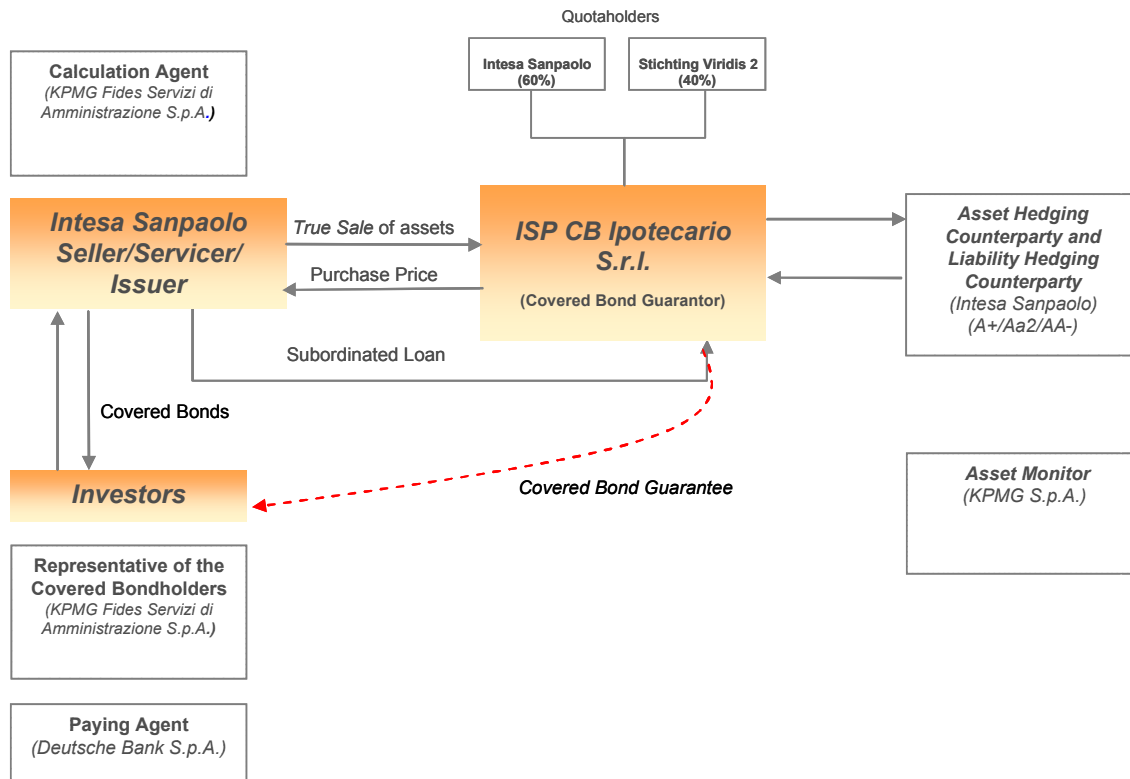 Quotaholders
Intesa Sanpaolo
(60%)
Stichting Viridis 2
(40%)
Calculation Agent
(KPMG Fides Servizi di
Amministrazione S.p.A.)
Intesa Sanpaolo
Seller/Servicer/
Issuer
True Sale of assets
Purchase Price
ISP CB Ipotecario
S.r.l.
(Covered Bond Guarantor)
Asset Hedging
Counterparty and
Liability Hedging
Counterparty
(Intesa Sanpaolo)
(A+/Aa2/AA-)
Subordinated Loan
Covered Bonds
Investors
Covered Bond Guarantee
Asset Monitor
(KPMG S.p.A.)
Representative of the
Covered Bondholders
(KPMG Fides Servizi di
Amministrazione S.p.A.)
Paying Agent
(Deutsche Bank S.p.A.)